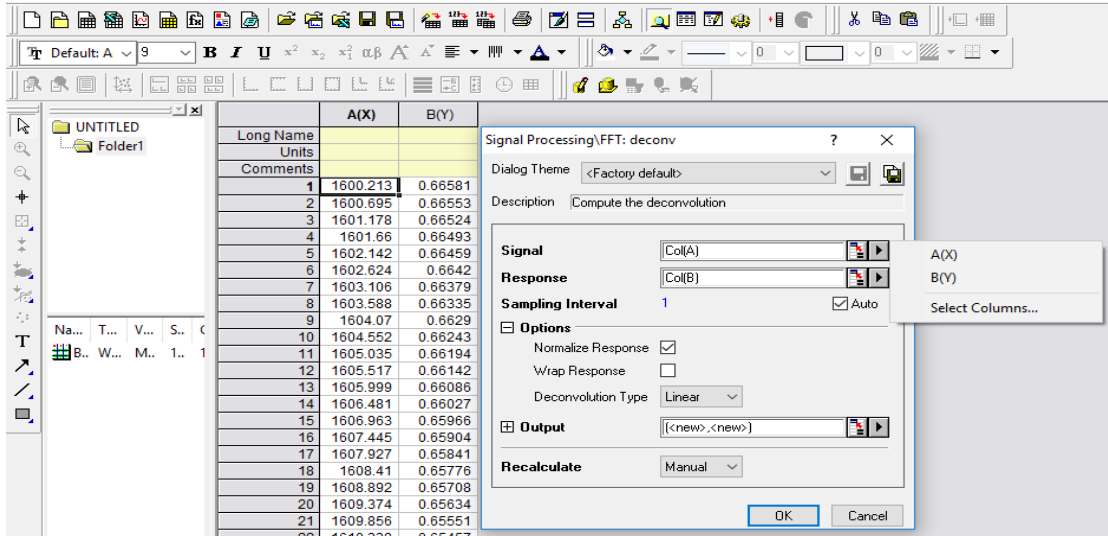 Default: A 9 B I U x² x₂ x₁² αβ A A A 0 0
UNTITLED
Folder1
Na... T... V... S.. C
B.. W... M.. 1.. 1
T
A(X) B(Y)
Long Name
Units
Comments
1 1600.213 0.66581
2 1600.695 0.66553
3 1601.178 0.66524
4 1601.66 0.66493
5 1602.142 0.66459
6 1602.624 0.6642
7 1603.106 0.66379
8 1603.588 0.66335
9 1604.07 0.6629
10 1604.552 0.66243
11 1605.035 0.66194
12 1605.517 0.66142
13 1605.999 0.66086
14 1606.481 0.66027
15 1606.963 0.65966
16 1607.445 0.65904
17 1607.927 0.65841
18 1608.41 0.65776
19 1608.892 0.65708
20 1609.374 0.65634
21 1609.856 0.65551
Signal Processing\FFT: deconv ?
Dialog Theme <Factory default>
Description Compute the deconvolution
Signal Col(A)
Response Col(B)
Sampling Interval 1 Auto
Options
Normalize Response
Wrap Response
Deconvolution Type Linear
Output (<new>,<new>)
Recalculate Manual
OK Cancel
A(X)
B(Y)
Select Columns...